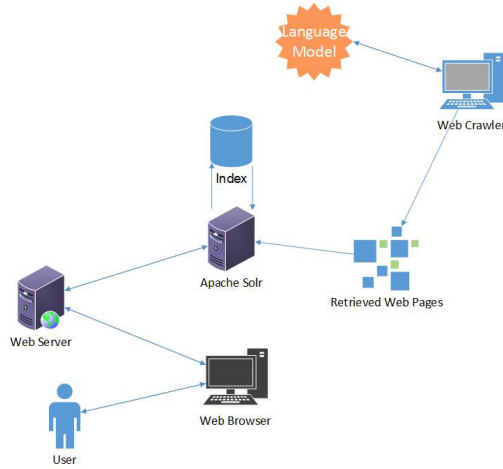 Language
Model
Web Crawler
Index
Apache Solr
Retrieved Web Pages
Web Server
Web Browser
User